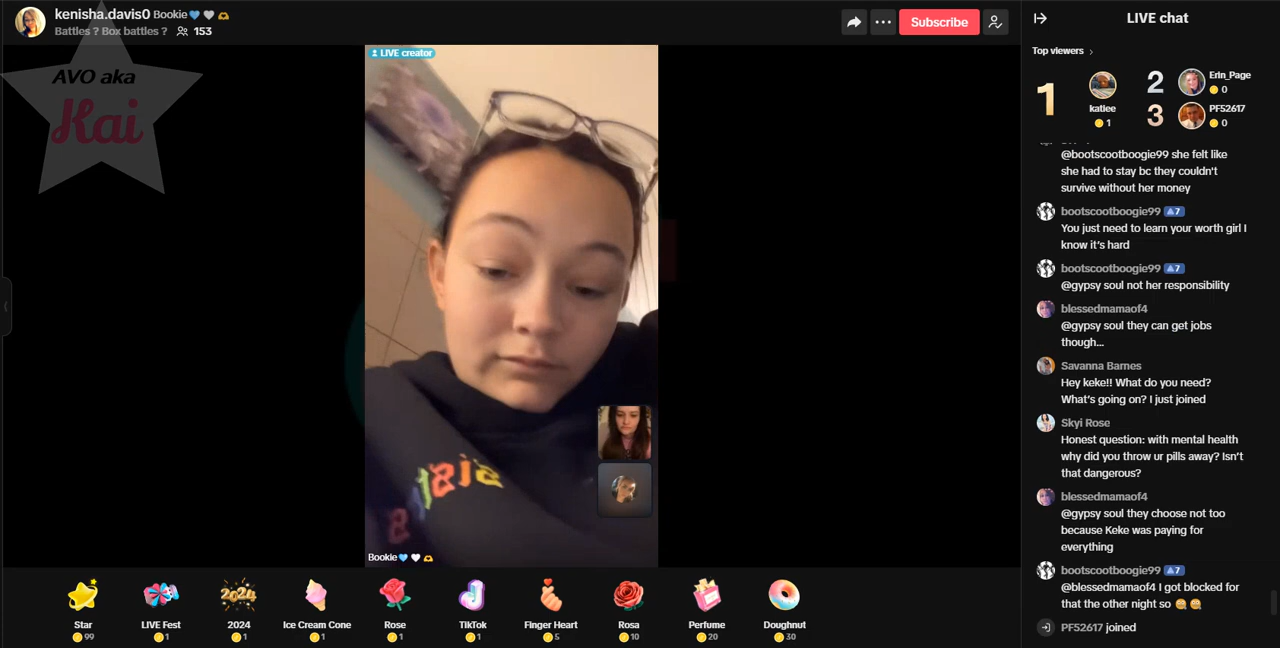 kenisha.davis0 Bookie💙🤍🫶
Battles ? Box battles ? 153
Subscribe
AVO aka
Kai
LIVE creator
Bookie💙🤍🫶
Star
99
LIVE Fest
1
2024
2024
1
Ice Cream Cone
1
Rose
1
TikTok
1
Finger Heart
5
Rosa
10
Perfume
20
Doughnut
30
LIVE chat
Top viewers >
1
katlee
1
2
Erin_Page
0
3
PF52617
0
@bootscootboogie99 she felt like
she had to stay bc they couldn't
survive without her money
bootscootboogie99 7
You just need to learn your worth girl I
know it's hard
bootscootboogie99 7
@gypsy soul not her responsibility
blessedmamaof4
@gypsy soul they can get jobs
though...
Savanna Barnes
Hey keke!! What do you need?
What's going on? I just joined
Skyi Rose
Honest question: with mental health
why did you throw ur pills away? Isn't
that dangerous?
blessedmamaof4
@gypsy soul they choose not too
because Keke was paying for
everything
bootscootboogie99 7
@blessedmamaof4 I got blocked for
that the other night so
PF52617 joined